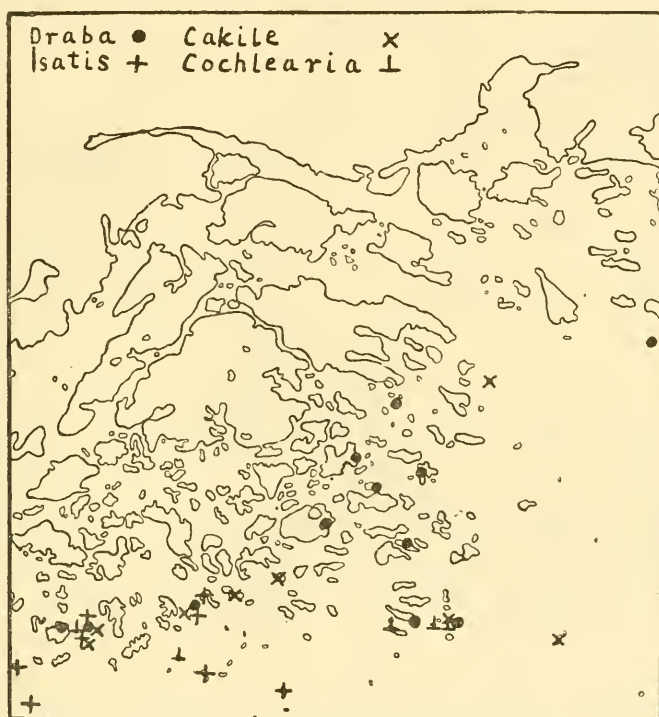 Draba ● Cakile ×
Isatis + Cochlearia ⊥